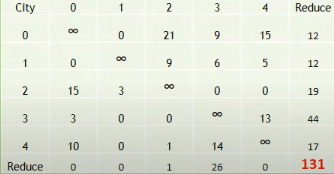 City 0 1 2 3 4 Reduce
0 ∞ 0 21 9 15 12
1 0 ∞ 9 6 5 12
2 15 3 ∞ 0 0 19
3 3 0 0 ∞ 13 44
4 10 0 1 14 ∞ 17
Reduce 0 0 1 26 0 131